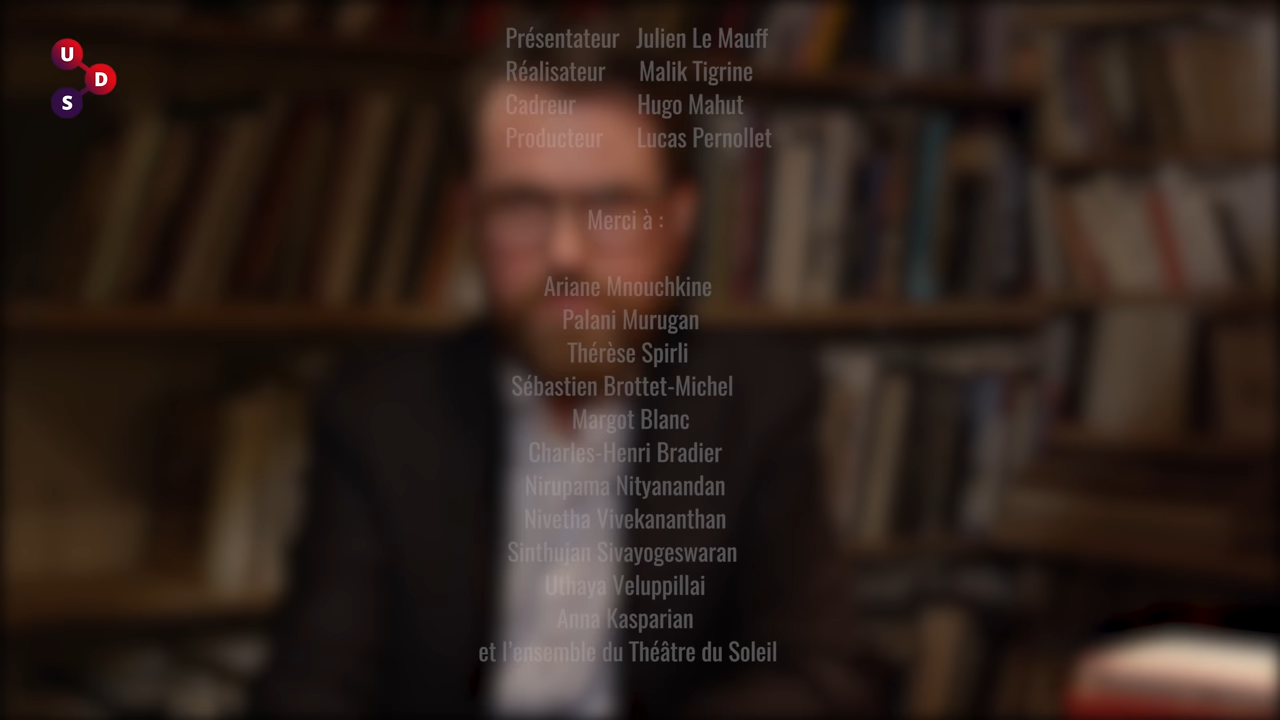 U
D
S
Présentateur Julien Le Mauff
Réalisateur Malik Tigrine
Cadreur Hugo Mahut
Producteur Lucas Pernollet
Merci à :
Ariane Mnouchkine
Palani Murugan
Thérèse Spirli
Sébastien Brottet-Michel
Margot Blanc
Charles-Henri Bradier
Nirupama Nityanandan
Nivetha Vivekananthan
Sinthujan Sivayogeswaran
Uthaya Veluppillai
Anna Kasparian
et l'ensemble du Théâtre du Soleil